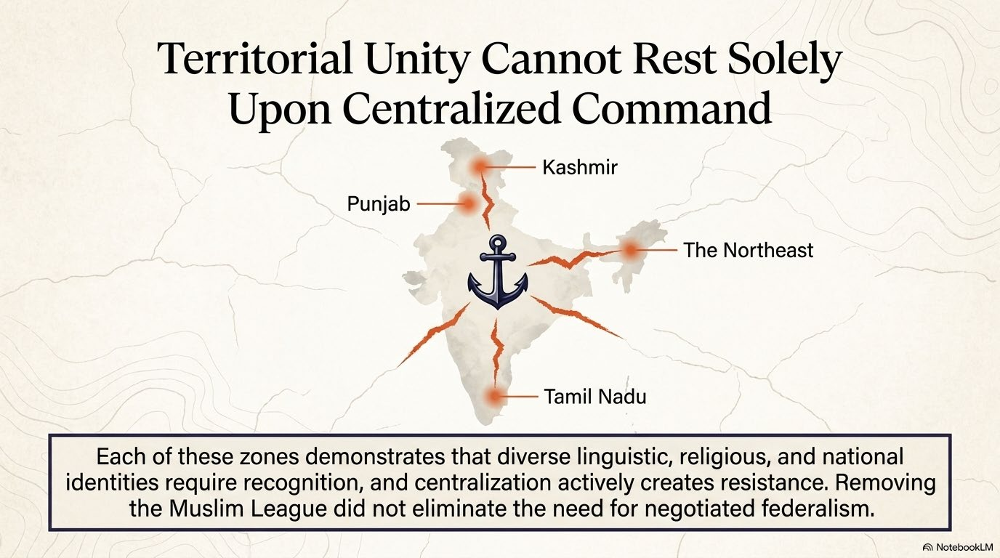 Territorial Unity Cannot Rest Solely
Upon Centralized Command
Kashmir
Punjab
The Northeast
Tamil Nadu
Each of these zones demonstrates that diverse linguistic, religious, and national
identities require recognition, and centralization actively creates resistance. Removing
the Muslim League did not eliminate the need for negotiated federalism.
NotebookLM